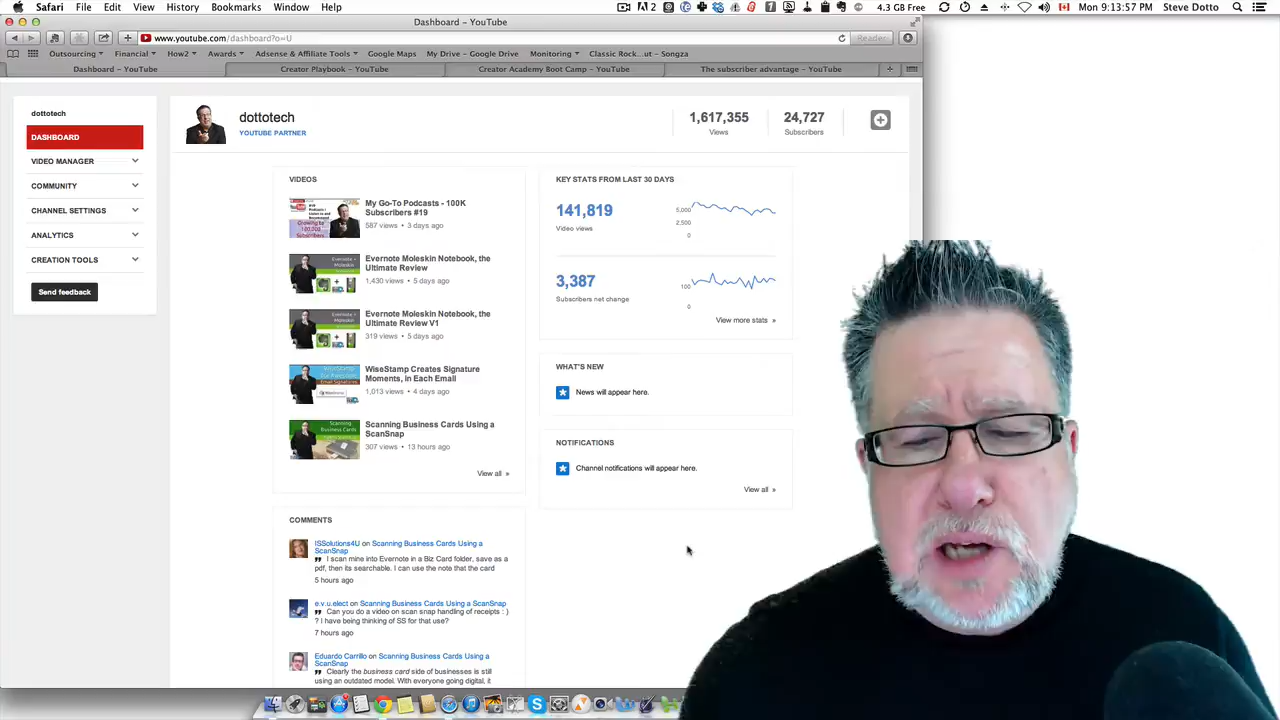 Safari File Edit View History Bookmarks Window Help
2 4.3 GB Free Mon 9:13:57 PM Steve Dotto
Dashboard – YouTube
www.youtube.com/dashboard?o=U Reader
Outsourcing Financial How2 Awards Adsense & Affiliate Tools Google Maps My Drive – Google Drive Monitoring Classic Rock...ut – Songza
Dashboard – YouTube Creator Playbook – YouTube Creator Academy Boot Camp – YouTube The subscriber advantage – YouTube
dottotech
DASHBOARD
VIDEO MANAGER
COMMUNITY
CHANNEL SETTINGS
ANALYTICS
CREATION TOOLS
Send feedback
dottotech
YOUTUBE PARTNER
1,617,355
Views
24,727
Subscribers
VIDEOS
My Go-To Podcasts - 100K
Subscribers #19
587 views • 3 days ago
Evernote Moleskin Notebook, the
Ultimate Review
1,430 views • 5 days ago
Evernote Moleskin Notebook, the
Ultimate Review V1
319 views • 5 days ago
WiseStamp Creates Signature
Moments, in Each Email
1,013 views • 4 days ago
Scanning Business Cards Using a
ScanSnap
307 views • 13 hours ago
View all »
KEY STATS FROM LAST 30 DAYS
141,819
Video views
5,000
2,500
0
3,387
Subscribers net change
100
0
View more stats »
WHAT'S NEW
News will appear here.
NOTIFICATIONS
Channel notifications will appear here.
View all »
COMMENTS
ISSolutions4U on Scanning Business Cards Using a
ScanSnap
I scan mine into Evernote in a Biz Card folder, save as a
pdf, then its searchable. I can use the note that the card
5 hours ago
e.v.u.elect on Scanning Business Cards Using a ScanSnap
Can you do a video on scan snap handling of receipts : )
? I have being thinking of SS for that use?
7 hours ago
Eduardo Carrillo on Scanning Business Cards Using a
ScanSnap
Clearly the business card side of businesses is still
using an outdated model. With everyone going digital, it